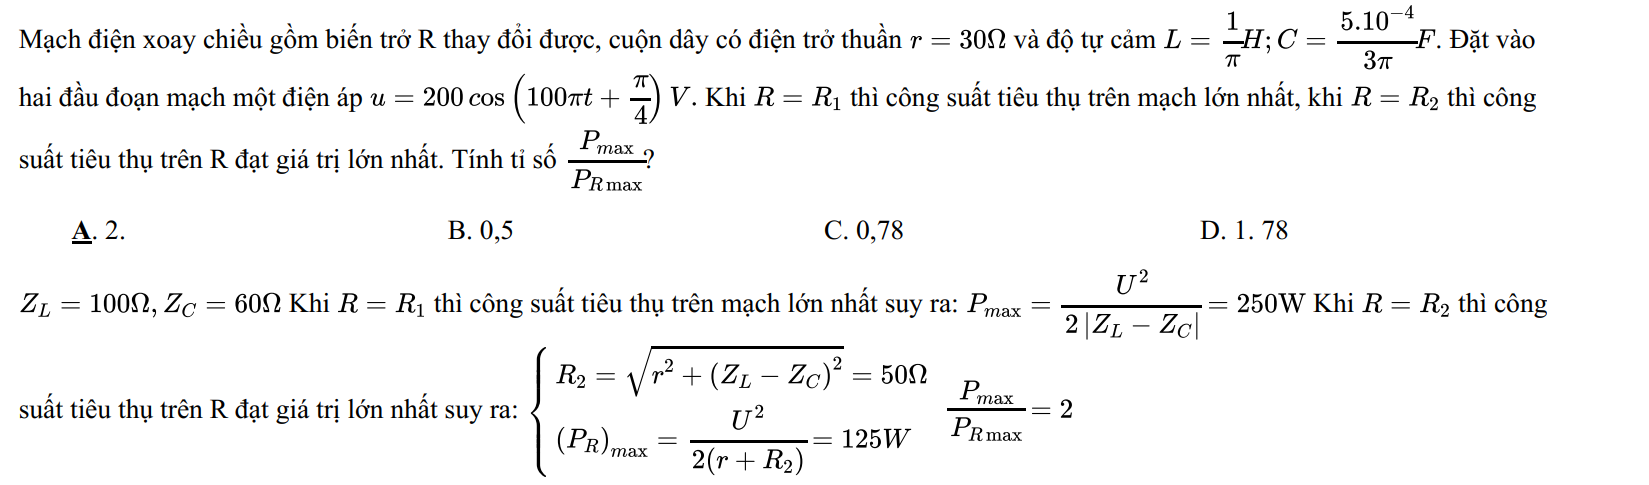 Mạch điện xoay chiều gồm biến trở R thay đổi được, cuộn dây có điện trở thuần $r = 30\Omega$ và độ tự cảm $L = \frac{1}{\pi}H; C = \frac{5.10^{-4}}{3\pi}F$. Đặt vào
hai đầu đoạn mạch một điện áp $u = 200\cos\left(100\pi t + \frac{\pi}{4}\right)V$. Khi $R = R_1$ thì công suất tiêu thụ trên mạch lớn nhất, khi $R = R_2$ thì công
suất tiêu thụ trên R đạt giá trị lớn nhất. Tính tỉ số $\frac{P_{max}}{P_{R\,max}}$?
A. 2. B. 0,5 C. 0,78 D. 1. 78
$Z_L = 100\Omega, Z_C = 60\Omega$ Khi $R = R_1$ thì công suất tiêu thụ trên mạch lớn nhất suy ra: $P_{max} = \frac{U^2}{2|Z_L - Z_C|} = 250W$ Khi $R = R_2$ thì công
suất tiêu thụ trên R đạt giá trị lớn nhất suy ra: $\begin{cases} R_2 = \sqrt{r^2 + (Z_L - Z_C)^2} = 50\Omega \\ (P_R)_{max} = \frac{U^2}{2(r + R_2)} = 125W \end{cases}$ $\frac{P_{max}}{P_{R\,max}} = 2$